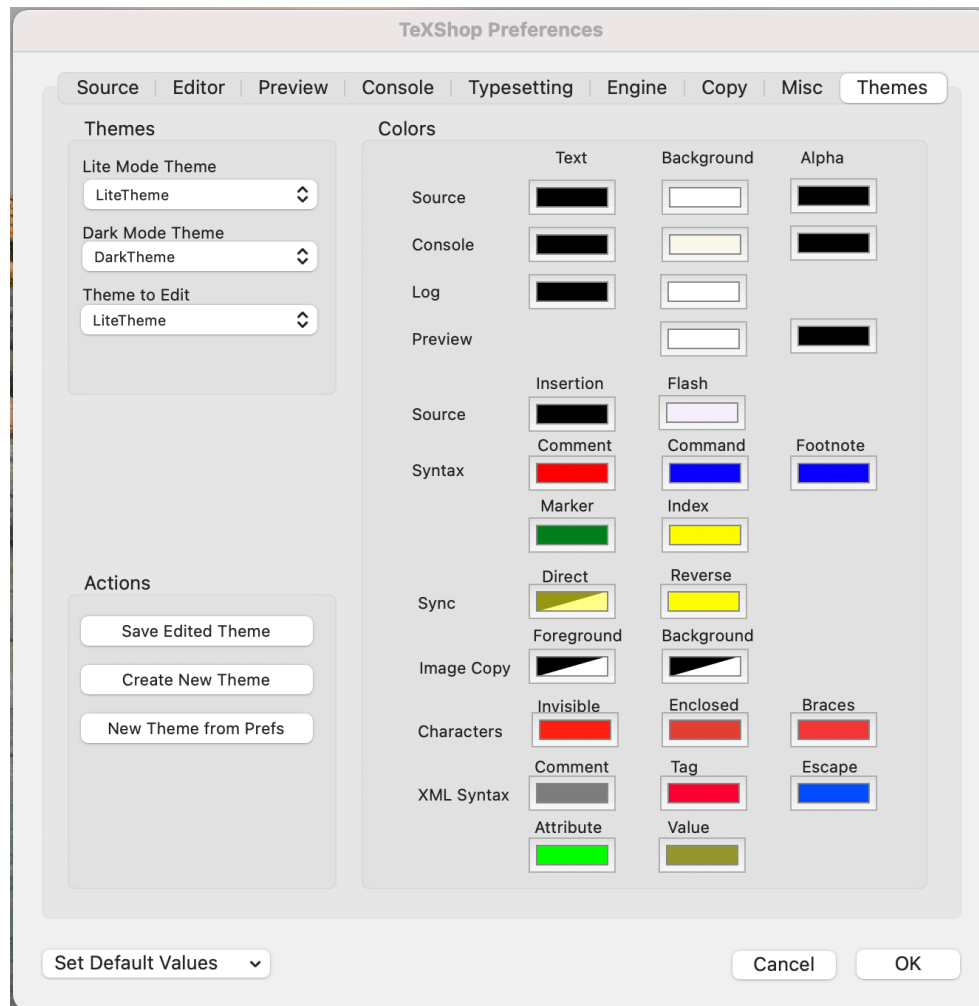 TeXShop Preferences
Source Editor Preview Console Typesetting Engine Copy Misc Themes
Themes
Lite Mode Theme
LiteTheme
Dark Mode Theme
DarkTheme
Theme to Edit
LiteTheme
Actions
Save Edited Theme
Create New Theme
New Theme from Prefs
Colors
Text Background Alpha
Source
Console
Log
Preview
Insertion Flash
Source
Comment Command Footnote
Syntax
Marker Index
Direct Reverse
Sync
Foreground Background
Image Copy
Invisible Enclosed Braces
Characters
Comment Tag Escape
XML Syntax
Attribute Value
Set Default Values
Cancel OK